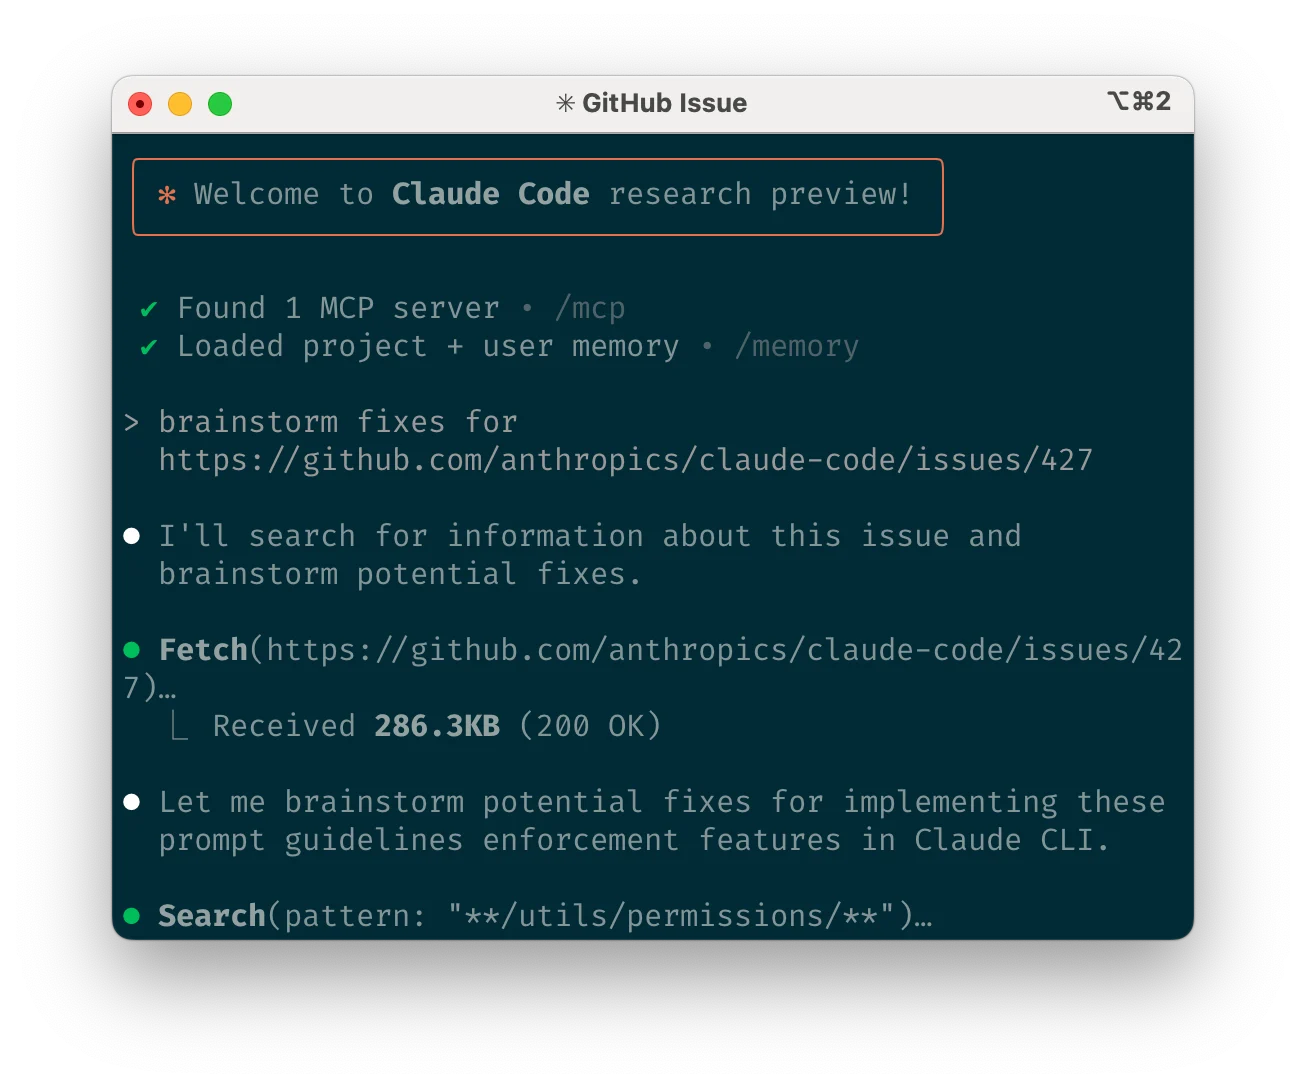 ✳ GitHub Issue ⌥⌘2
✻ Welcome to Claude Code research preview!
✔ Found 1 MCP server • /mcp
✔ Loaded project + user memory • /memory
> brainstorm fixes for
https://github.com/anthropics/claude-code/issues/427
● I'll search for information about this issue and
brainstorm potential fixes.
● Fetch(https://github.com/anthropics/claude-code/issues/42
7)…
⎿ Received 286.3KB (200 OK)
● Let me brainstorm potential fixes for implementing these
prompt guidelines enforcement features in Claude CLI.
● Search(pattern: "**/utils/permissions/**")…